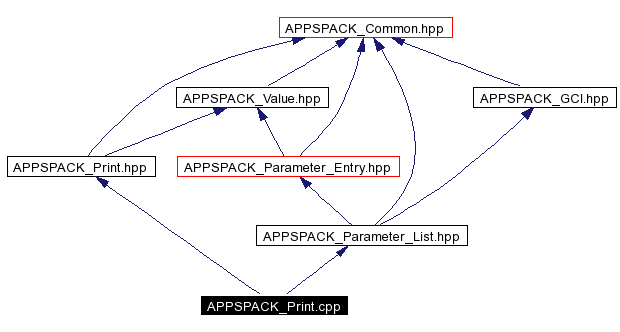 APPSPACK_Common.hpp
APPSPACK_Value.hpp
APPSPACK_GCI.hpp
APPSPACK_Print.hpp
APPSPACK_Parameter_Entry.hpp
APPSPACK_Parameter_List.hpp
APPSPACK_Print.cpp